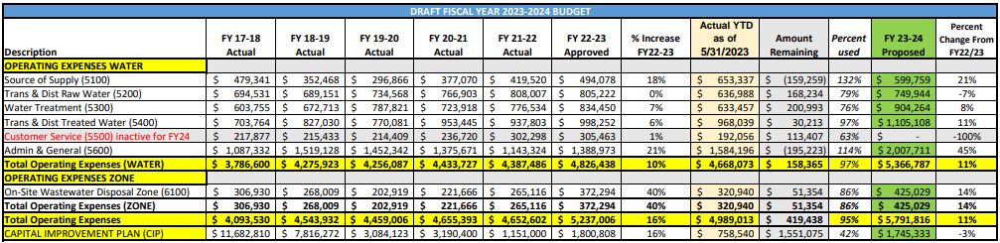 DRAFT FISCAL YEAR 2023-2024 BUDGET
Description FY 17-18 Actual FY 18-19 Actual FY 19-20 Actual FY 20-21 Actual FY 21-22 Actual FY 22-23 Approved % Increase FY22-23 Actual YTD as of 5/31/2023 Amount Remaining Percent used FY 23-24 Proposed Percent Change From FY22/23
OPERATING EXPENSES WATER
Source of Supply (5100) $ 479,341 $ 352,468 $ 296,866 $ 377,070 $ 419,520 $ 494,078 18% $ 653,337 $ (159,259) 132% $ 599,759 21%
Trans & Dist Raw Water (5200) $ 694,531 $ 689,151 $ 734,568 $ 766,903 $ 808,007 $ 805,222 0% $ 636,988 $ 168,234 79% $ 749,944 -7%
Water Treatment (5300) $ 603,755 $ 672,713 $ 787,821 $ 723,918 $ 776,534 $ 834,450 7% $ 633,457 $ 200,993 76% $ 904,264 8%
Trans & Dist Treated Water (5400) $ 703,764 $ 827,030 $ 770,081 $ 953,445 $ 937,803 $ 998,252 6% $ 968,039 $ 30,213 97% $ 1,105,108 11%
Customer Service (5500) inactive for FY24 $ 217,877 $ 215,433 $ 214,409 $ 236,720 $ 302,298 $ 305,463 1% $ 192,056 $ 113,407 63% $ - -100%
Admin & General (5600) $ 1,087,332 $ 1,519,128 $ 1,452,342 $ 1,375,671 $ 1,143,324 $ 1,388,973 21% $ 1,584,196 $ (195,223) 114% $ 2,007,711 45%
Total Operating Expenses (WATER) $ 3,786,600 $ 4,275,923 $ 4,256,087 $ 4,433,727 $ 4,387,486 $ 4,826,438 10% $ 4,668,073 $ 158,365 97% $ 5,366,787 11%
OPERATING EXPENSES ZONE
On-Site Wastewater Disposal Zone (6100) $ 306,930 $ 268,009 $ 202,919 $ 221,666 $ 265,116 $ 372,294 40% $ 320,940 $ 51,354 86% $ 425,029 14%
Total Operating Expenses (ZONE) $ 306,930 $ 268,009 $ 202,919 $ 221,666 $ 265,116 $ 372,294 40% $ 320,940 $ 51,354 86% $ 425,029 14%
Total Operating Expenses $ 4,093,530 $ 4,543,932 $ 4,459,006 $ 4,655,393 $ 4,652,602 $ 5,237,006 16% $ 4,989,013 $ 419,438 95% $ 5,791,816 11%
CAPITAL IMPROVEMENT PLAN (CIP) $ 11,682,810 $ 7,816,272 $ 3,084,123 $ 3,190,400 $ 1,151,000 $ 1,800,808 16% $ 758,540 $ 1,551,075 42% $ 1,745,333 -3%